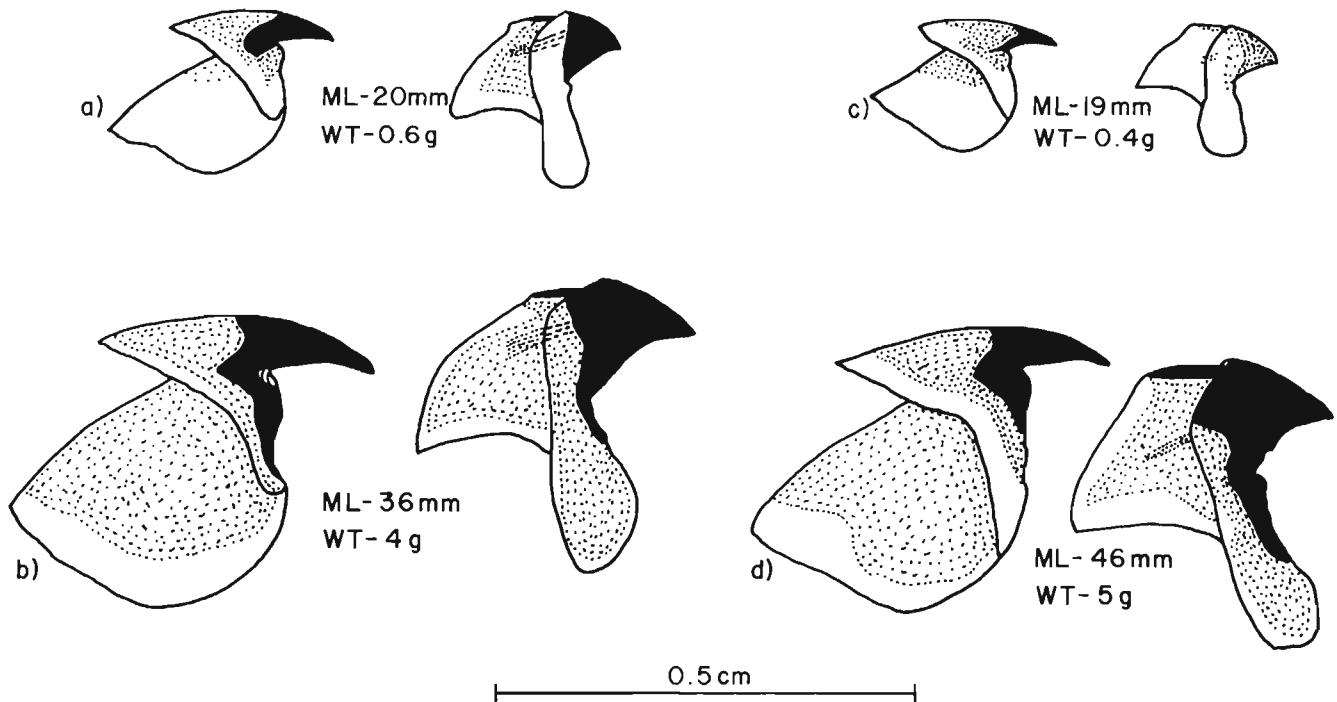 a)
ML-20mm
WT-0.6g
c)
ML-19mm
WT-0.4g
b)
ML-36mm
WT-4g
d)
ML-46mm
WT-5g
0.5cm